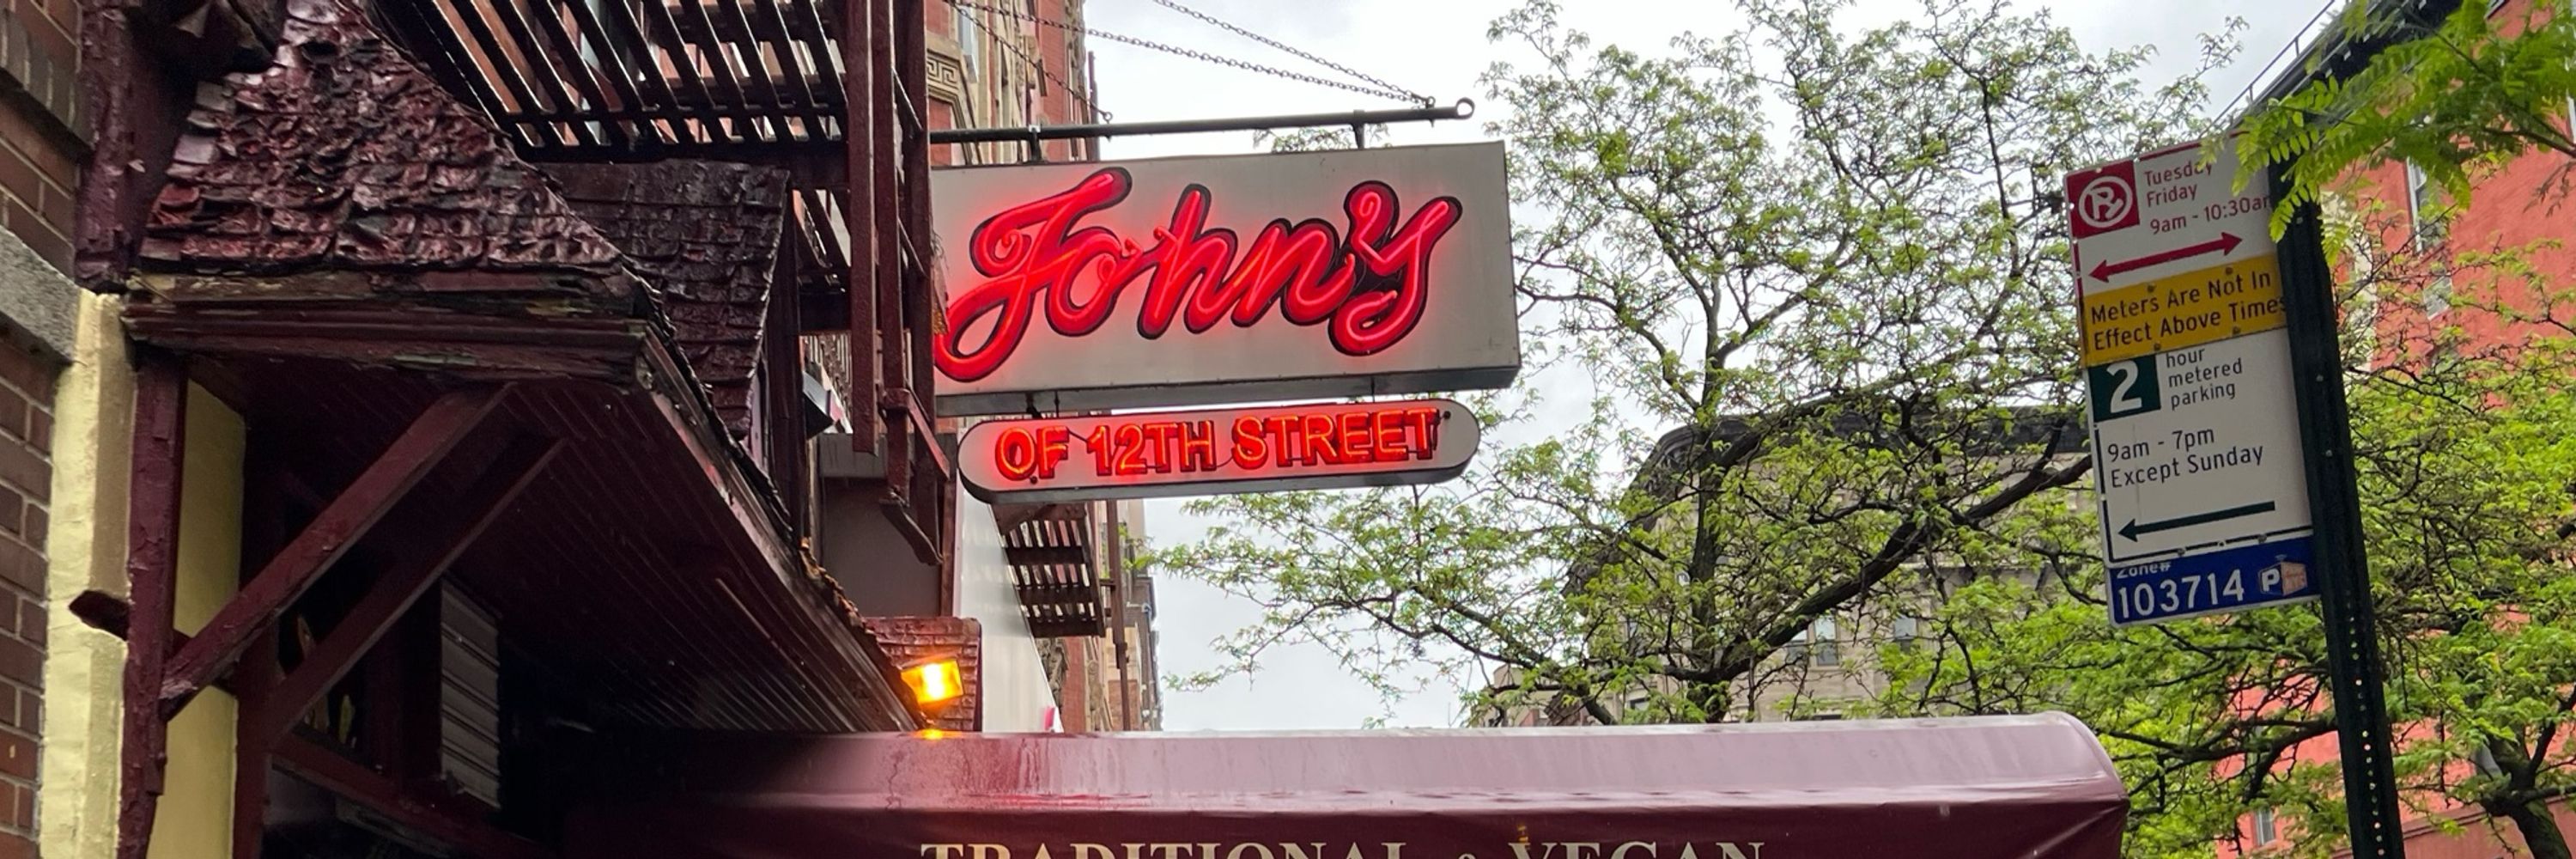 John's
OF 12TH STREET
Tuesday
Friday
9am - 10:30am
Meters Are Not In
Effect Above Times
2 hour
metered
parking
9am - 7pm
Except Sunday
Zone#
103714 P
TRADITIONAL & VEGAN